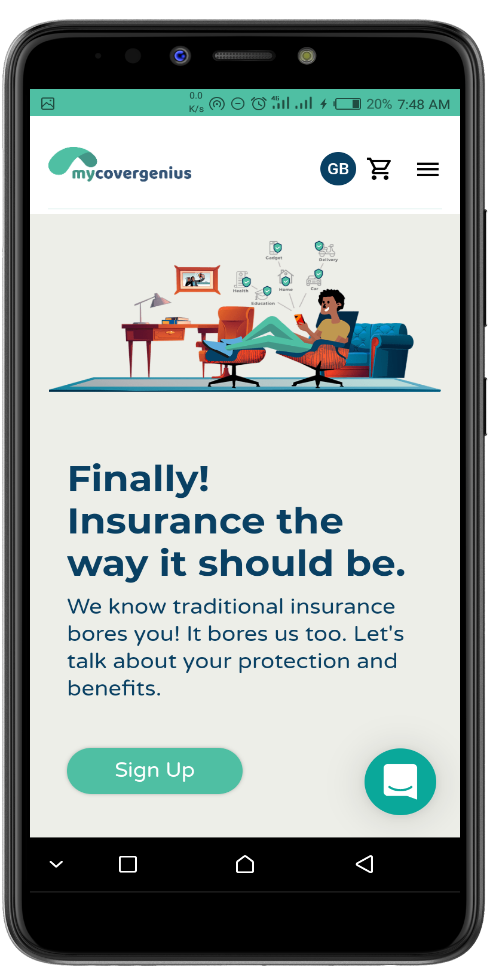 0.0
K/s
4G
20% 7:48 AM
mycovergenius
GB
Gadget
Delivery
Health
Home
Car
Education
Finally!
Insurance the
way it should be.
We know traditional insurance
bores you! It bores us too. Let's
talk about your protection and
benefits.
Sign Up